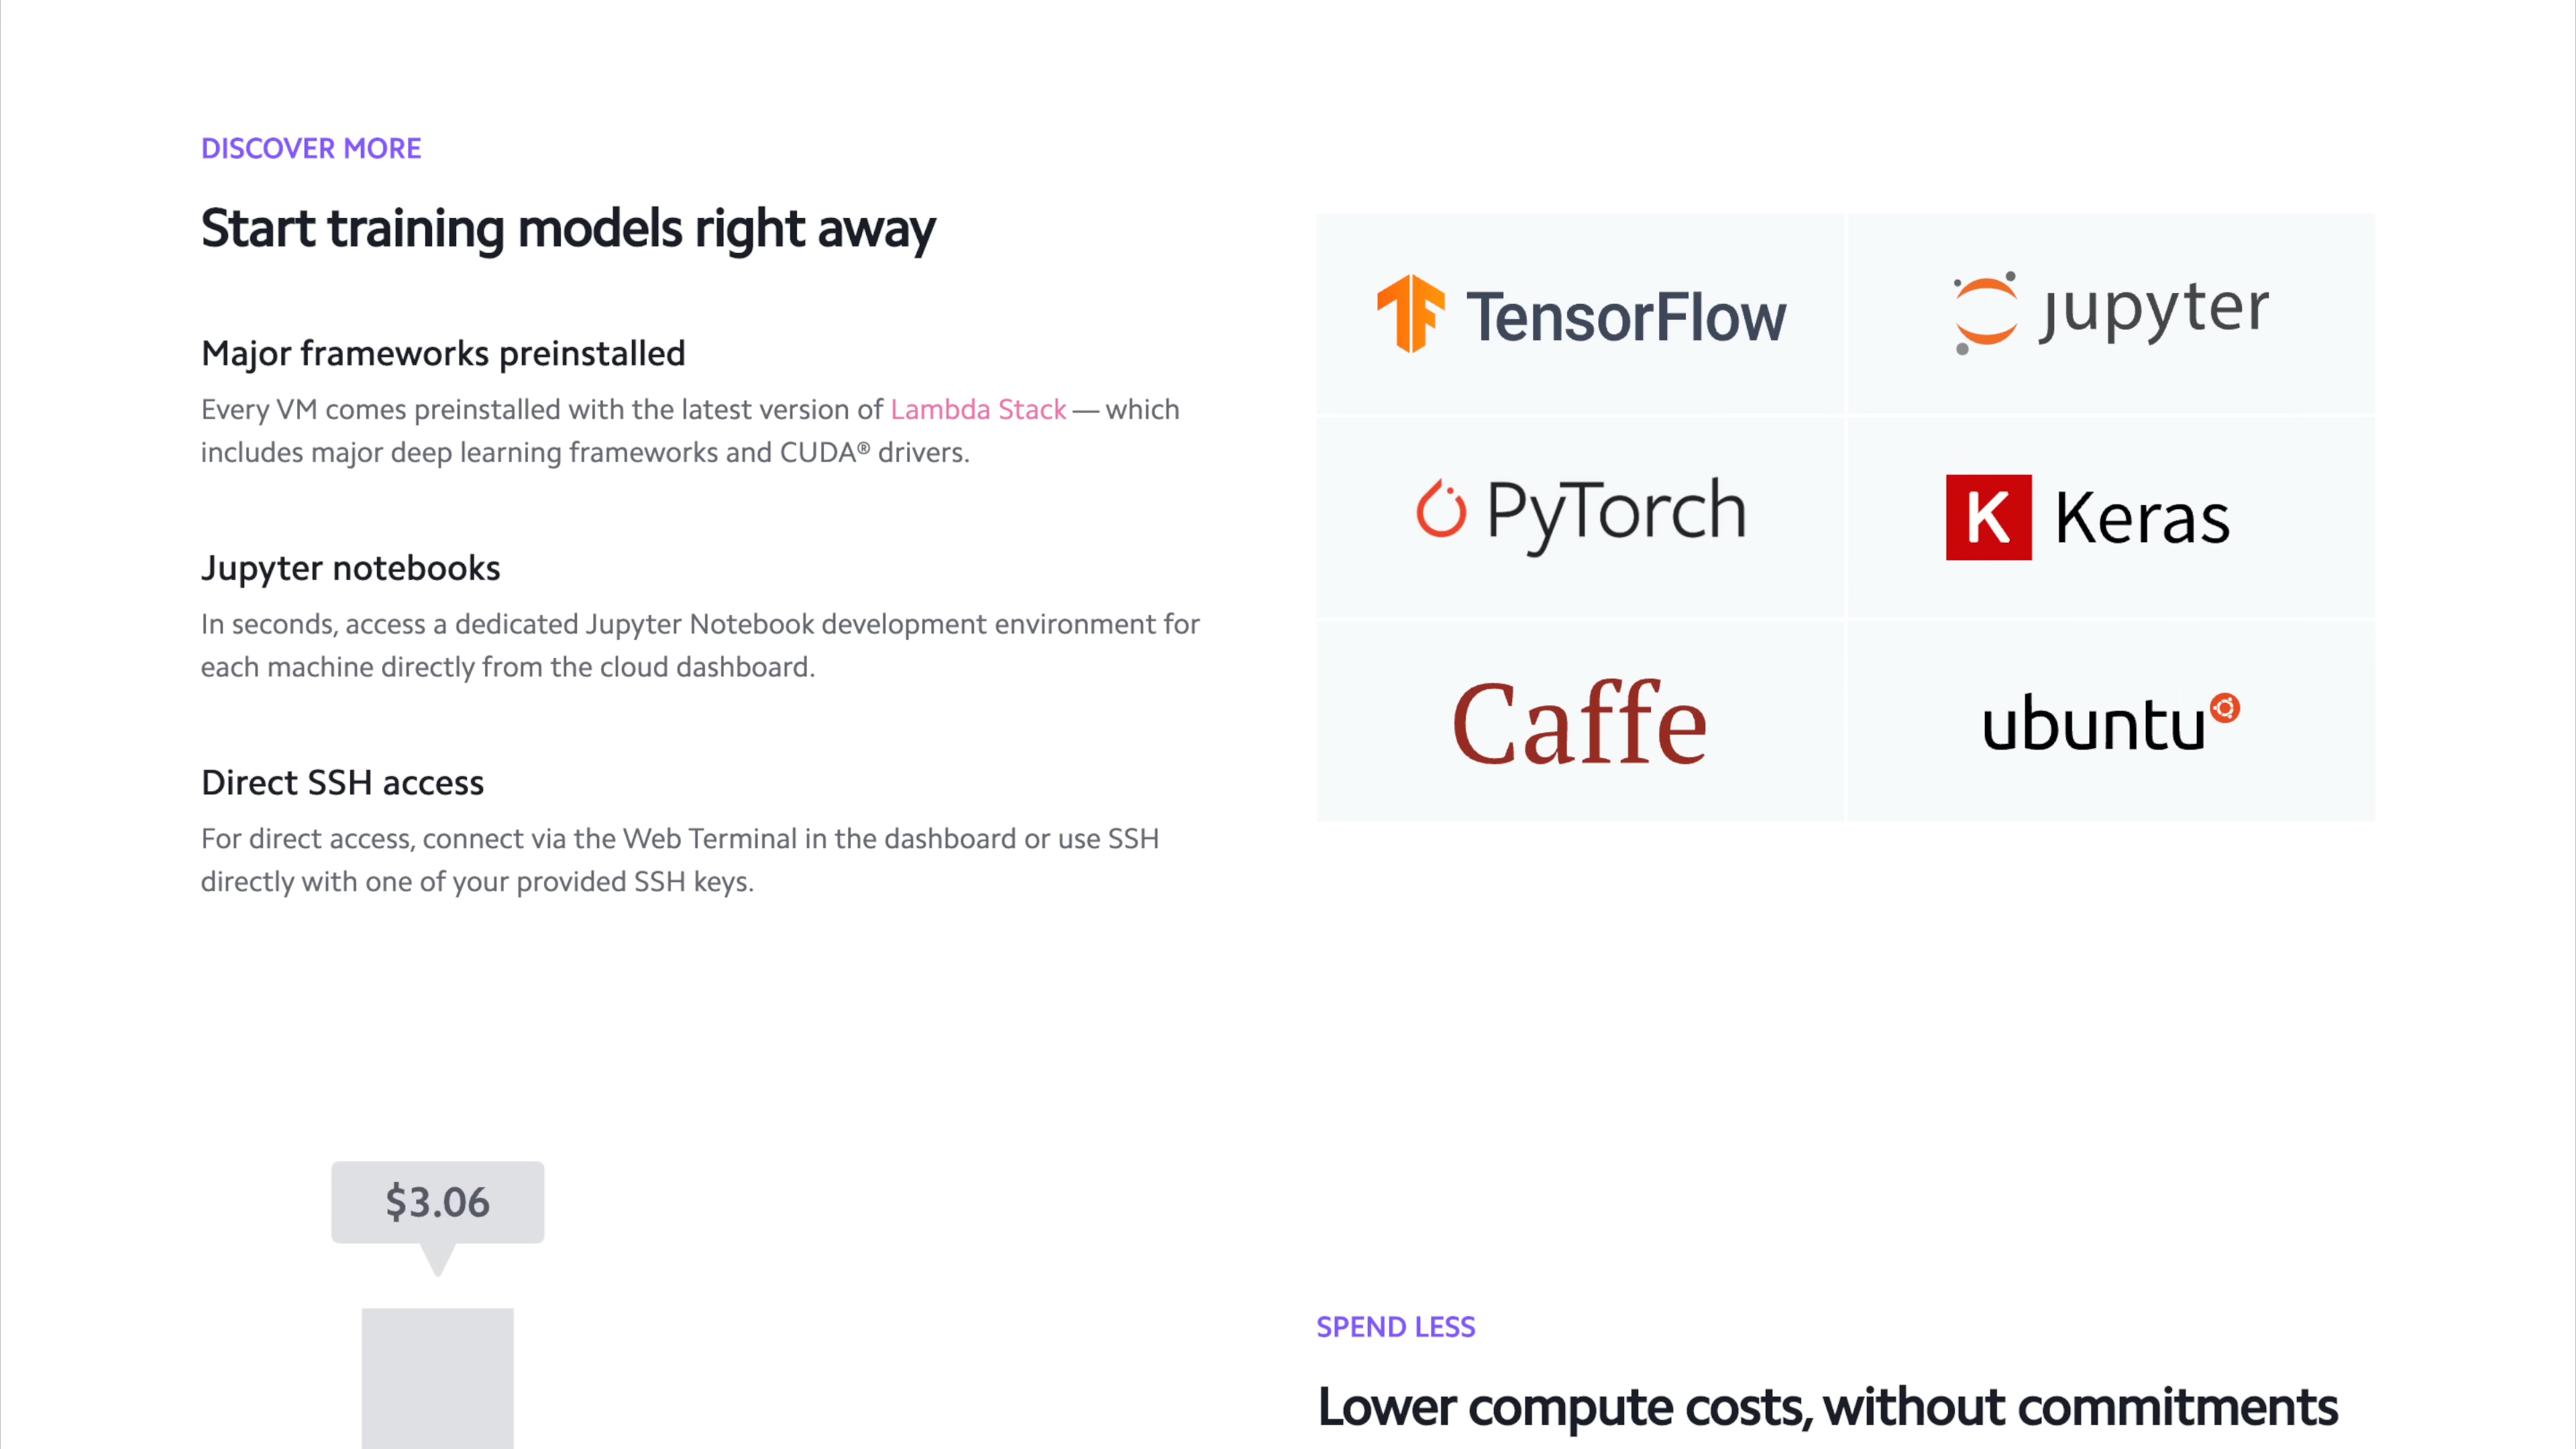 DISCOVER MORE
Start training models right away
Major frameworks preinstalled
Every VM comes preinstalled with the latest version of Lambda Stack — which
includes major deep learning frameworks and CUDA® drivers.
Jupyter notebooks
In seconds, access a dedicated Jupyter Notebook development environment for
each machine directly from the cloud dashboard.
Direct SSH access
For direct access, connect via the Web Terminal in the dashboard or use SSH
directly with one of your provided SSH keys.
TensorFlow
jupyter
PyTorch
K Keras
Caffe
ubuntu
$3.06
SPEND LESS
Lower compute costs, without commitments